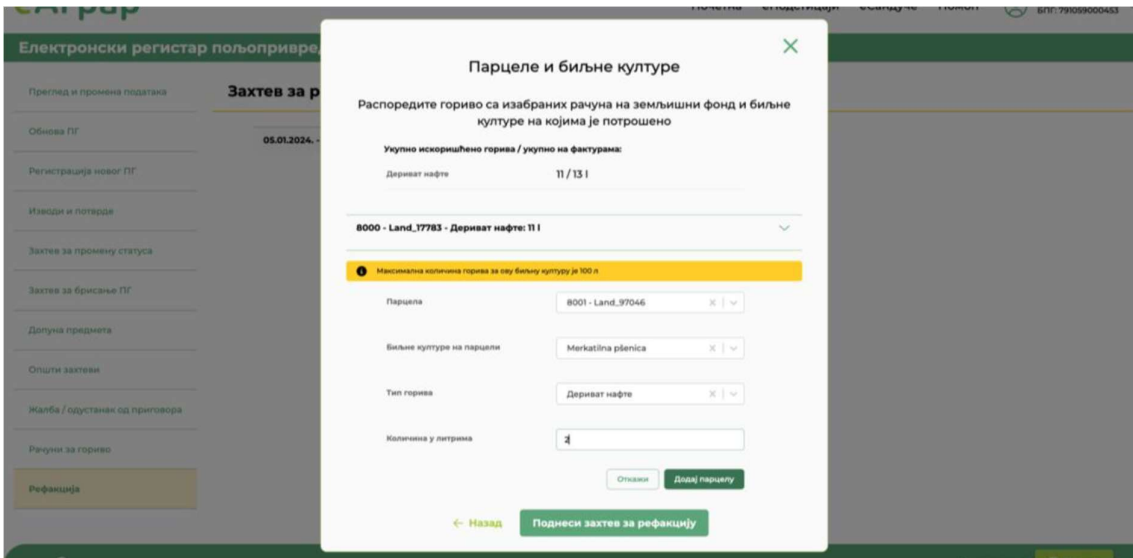 еАграр
Почетна еПодстицаји еСандуче Помоћ БПГ: 791059000453
Електронски регистар пољопривре
Преглед и промена података
Обнова ПГ
Регистрација новог ПГ
Изводи и потврде
Захтев за промену статуса
Захтев за брисање ПГ
Допуна предмета
Општи захтеви
Жалба / одустанак од приговора
Рачуни за гориво
Рефакција
Захтев за р
05.01.2024. -
Парцеле и биљне културе
Распоредите гориво са изабраних рачуна на земљишни фонд и биљне
културе на којима је потрошено
Укупно искоришћено горива / укупно на фактурама:
Дериват нафте 11 / 13 l
8000 - Land_17783 - Дериват нафте: 11 l
Максимална количина горива за ову биљну културу је 100 л
Парцела 8001 - Land_97046
Биљне културе на парцели Merkatilna pšenica
Тип горива Дериват нафте
Количина у литрима 2
Откажи Додај парцелу
← Назад Поднеси захтев за рефакцију